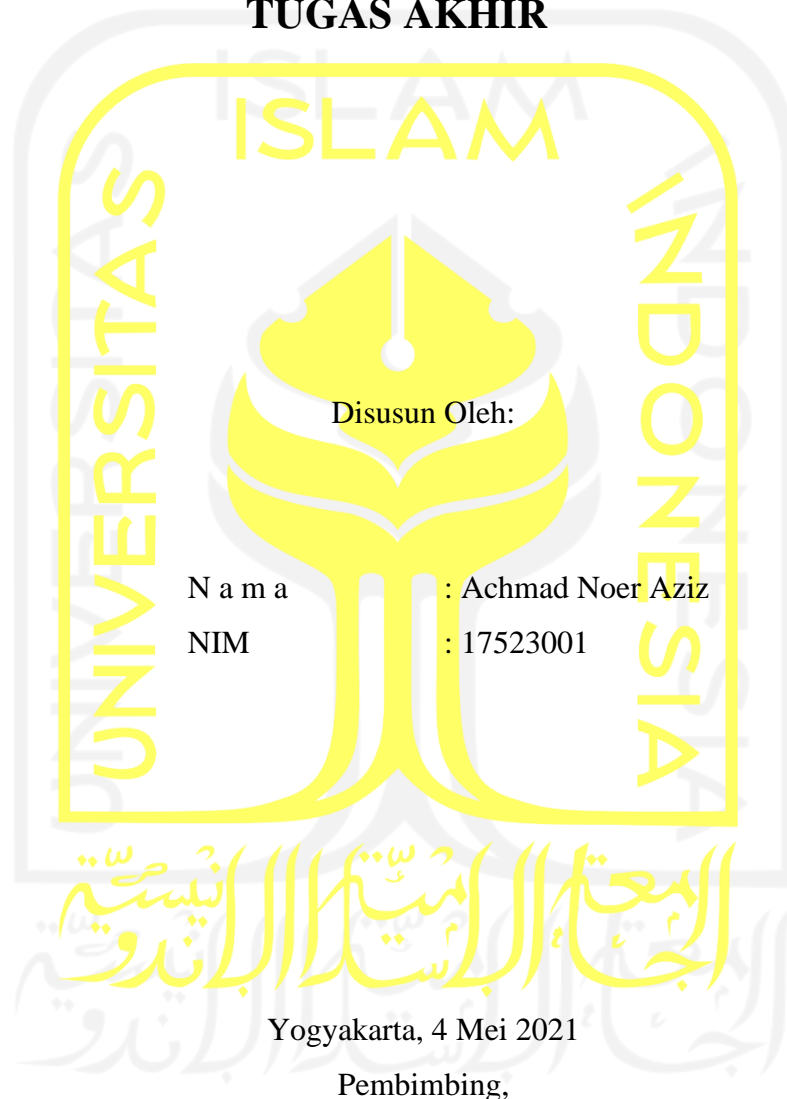 TUGAS AKHIR
ISLAM
UNIVERSITAS
INDONESIA
Disusun Oleh:
N a m a : Achmad Noer Aziz
NIM : 17523001
الجامعة الإسلامية الإندونيسية
Yogyakarta, 4 Mei 2021
Pembimbing,